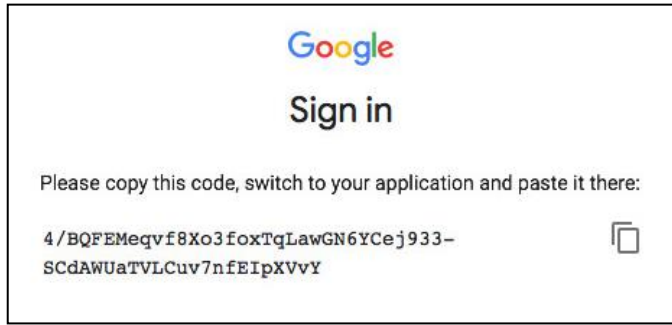 Google
Sign in
Please copy this code, switch to your application and paste it there:
4/BQFEMeqvf8Xo3foxTqLawGN6YCej933-
SCdAWUaTVLCuv7nfEIpXVvY